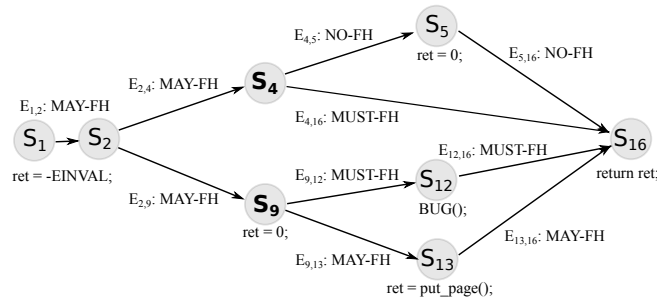 S5
E4,5: NO-FH
ret = 0;
E5,16: NO-FH
S4
E2,4: MAY-FH
E1,2: MAY-FH
E4,16: MUST-FH
S1
S2
S16
ret = -EINVAL;
return ret;
E12,16: MUST-FH
E9,12: MUST-FH
S12
E2,9: MAY-FH
BUG();
S9
ret = 0;
E13,16: MAY-FH
E9,13: MAY-FH
S13
ret = put_page();